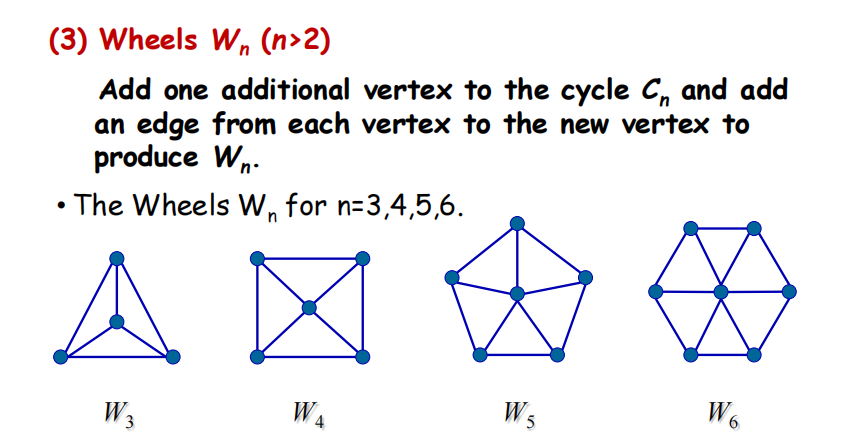 (3) Wheels Wn (n>2)
Add one additional vertex to the cycle Cn and add
an edge from each vertex to the new vertex to
produce Wn.
• The Wheels Wn for n=3,4,5,6.
W3 W4 W5 W6